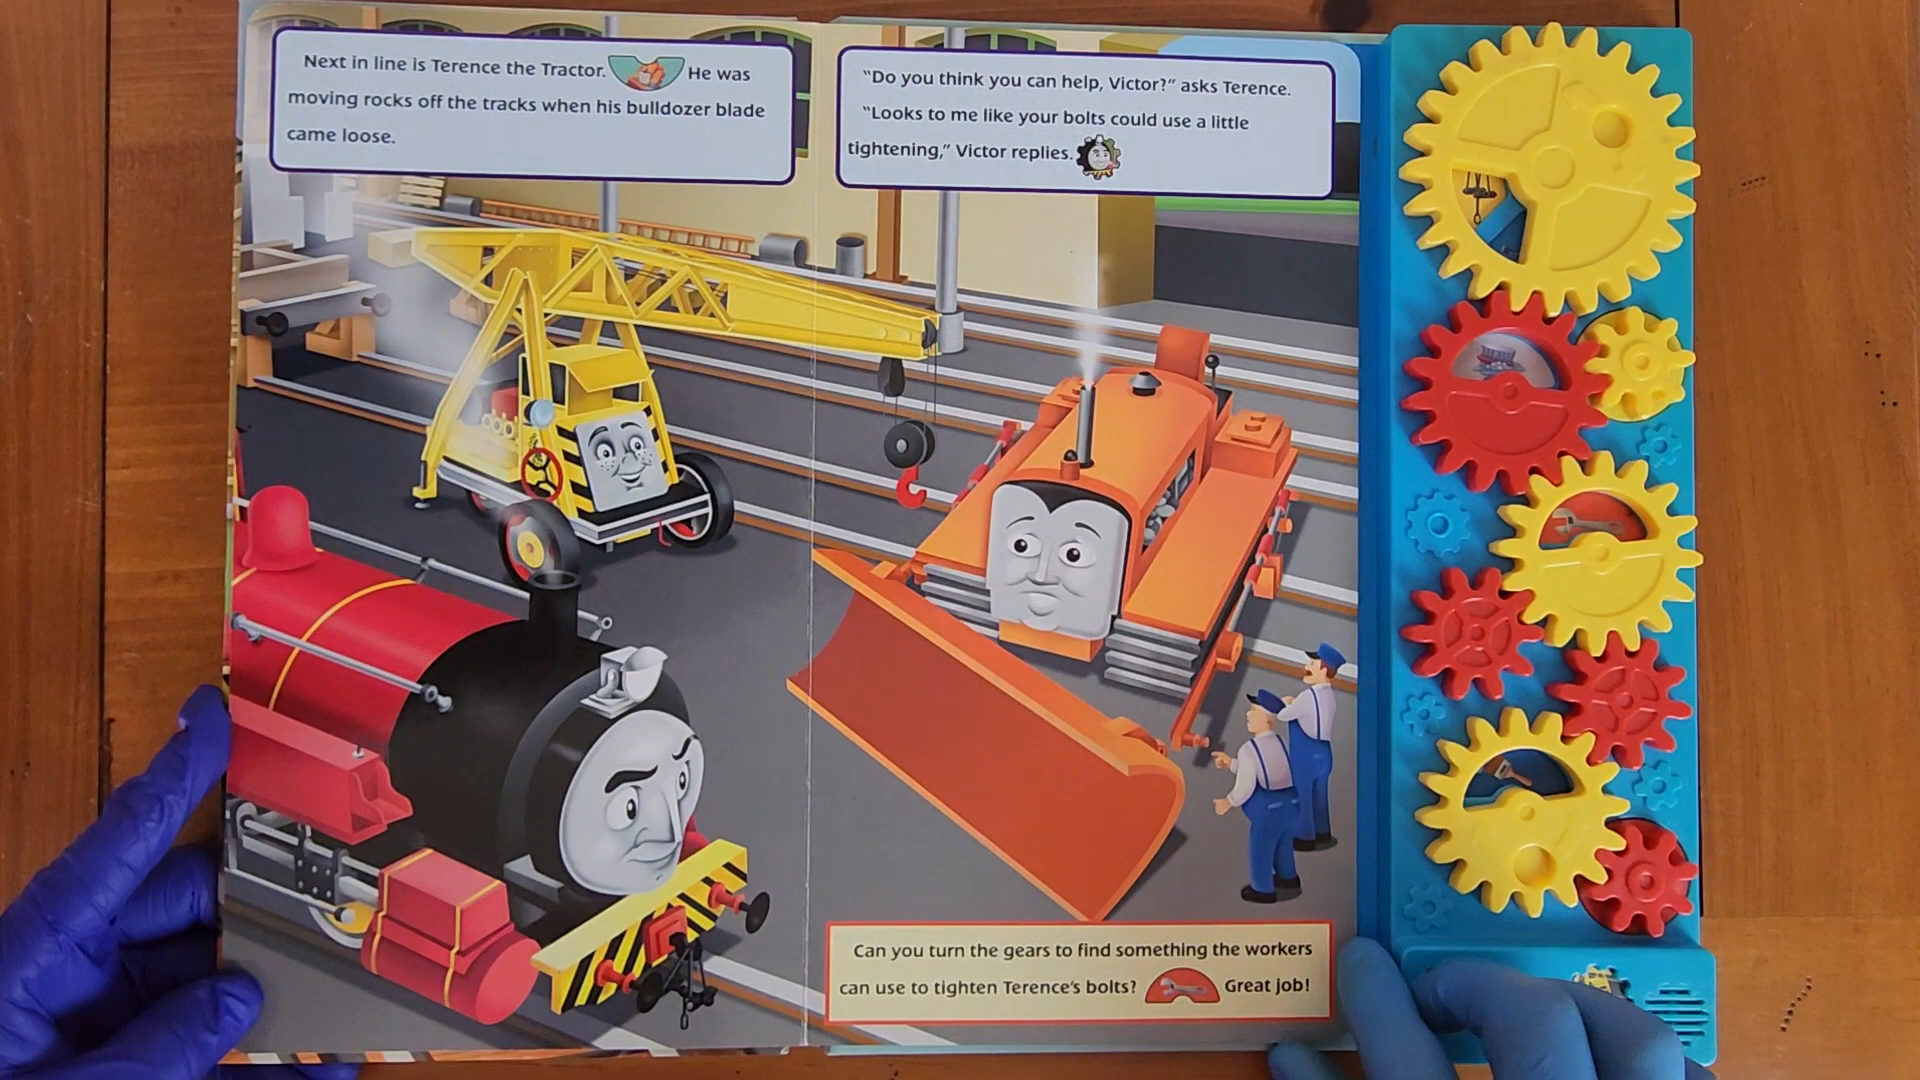 Next in line is Terence the Tractor. He was
moving rocks off the tracks when his bulldozer blade
came loose.
"Do you think you can help, Victor?" asks Terence.
"Looks to me like your bolts could use a little
tightening," Victor replies.
Can you turn the gears to find something the workers
can use to tighten Terence's bolts? Great job!